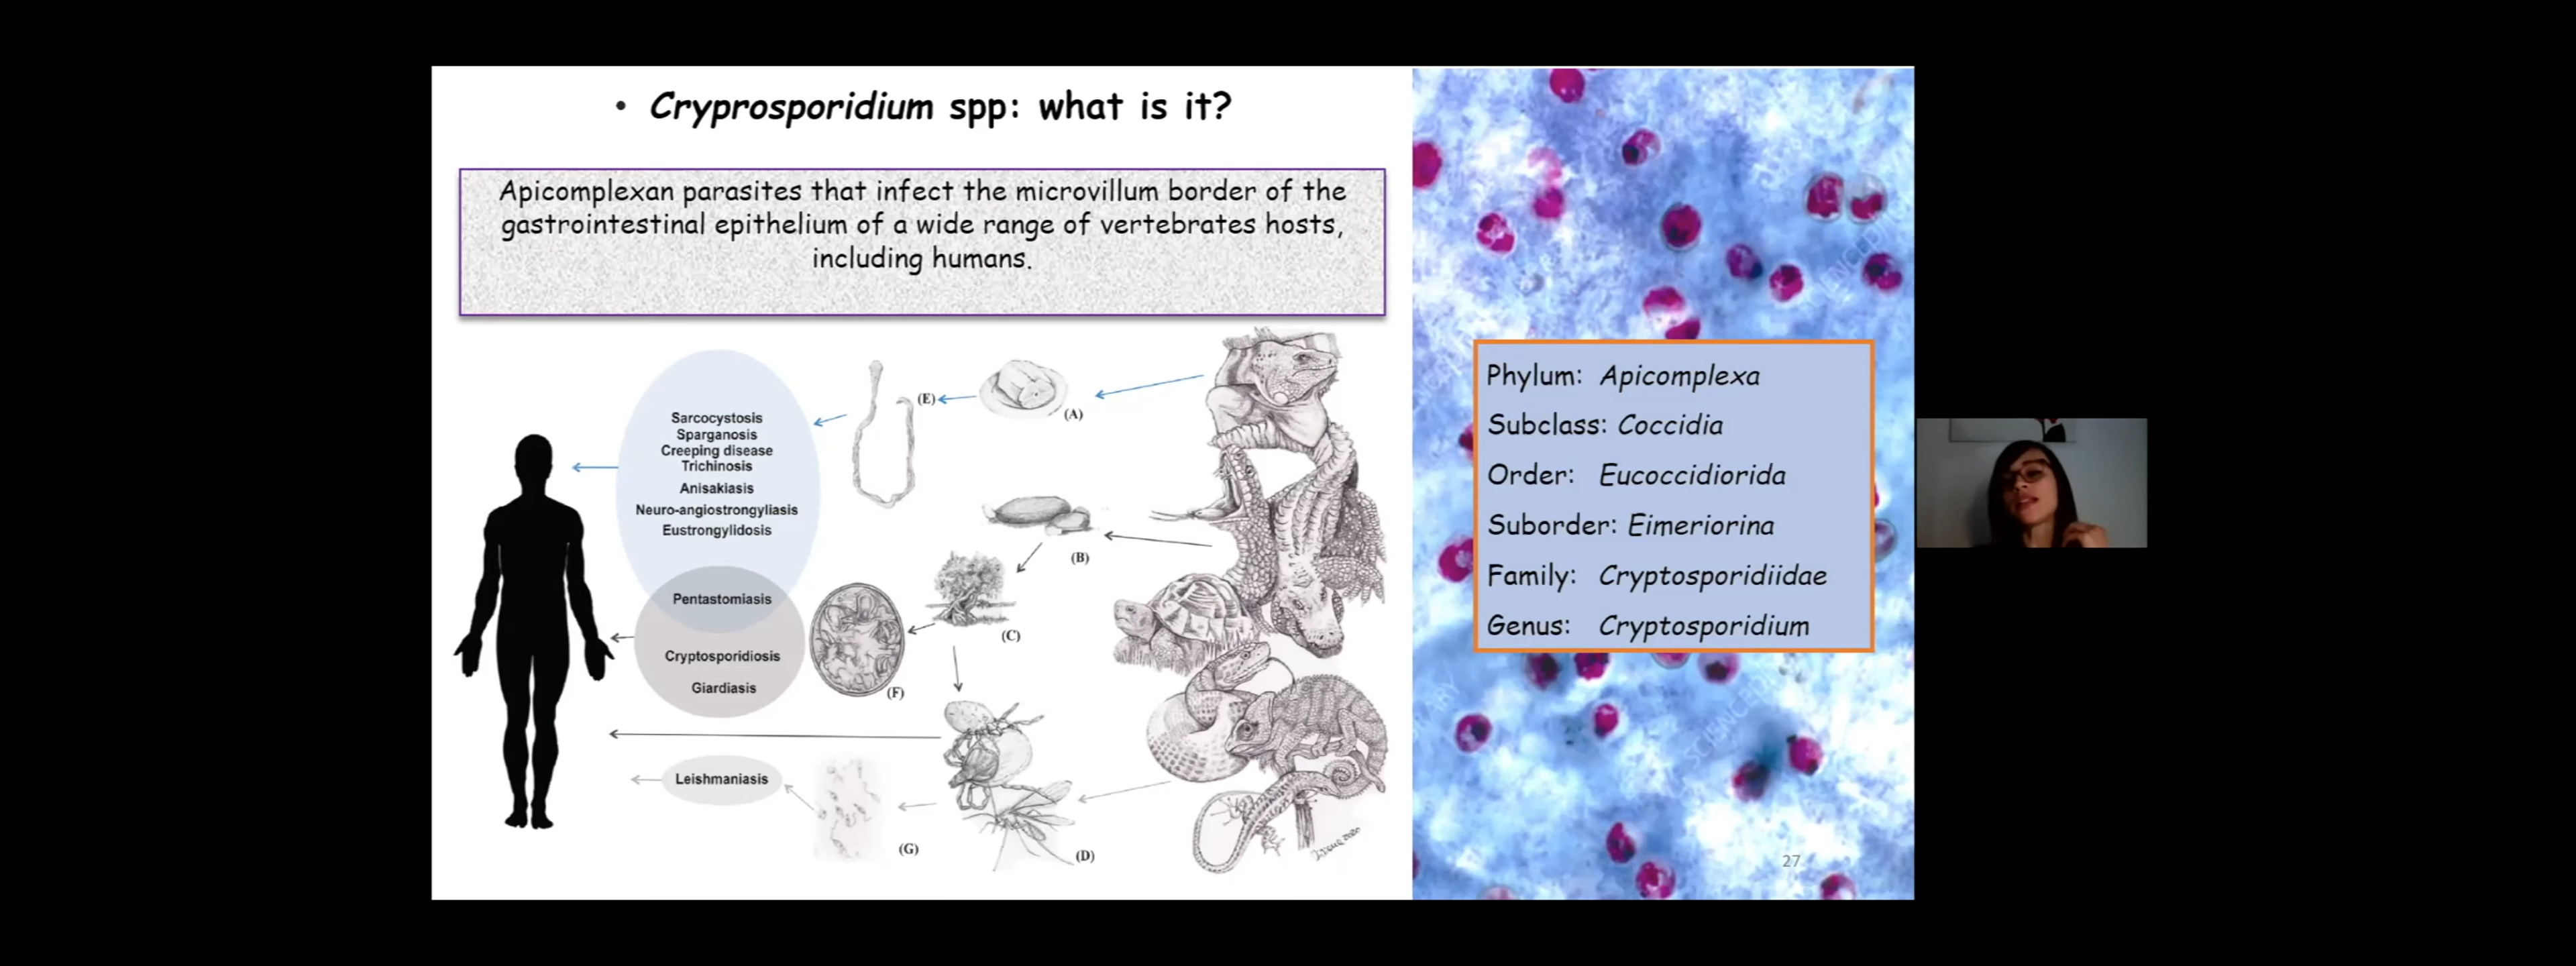 • Cryprosporidium spp: what is it?
Apicomplexan parasites that infect the microvillum border of the
gastrointestinal epithelium of a wide range of vertebrates hosts,
including humans.
Sarcocystosis
Sparganosis
Creeping disease
Trichinosis
Anisakiasis
Neuro-angiostrongyliasis
Eustrongylidosis
Pentastomiasis
Cryptosporidiosis
Giardiasis
Leishmaniasis
(E)
(A)
(B)
(C)
(F)
(G)
(D)
Phylum: Apicomplexa
Subclass: Coccidia
Order: Eucoccidiorida
Suborder: Eimeriorina
Family: Cryptosporidiidae
Genus: Cryptosporidium
27